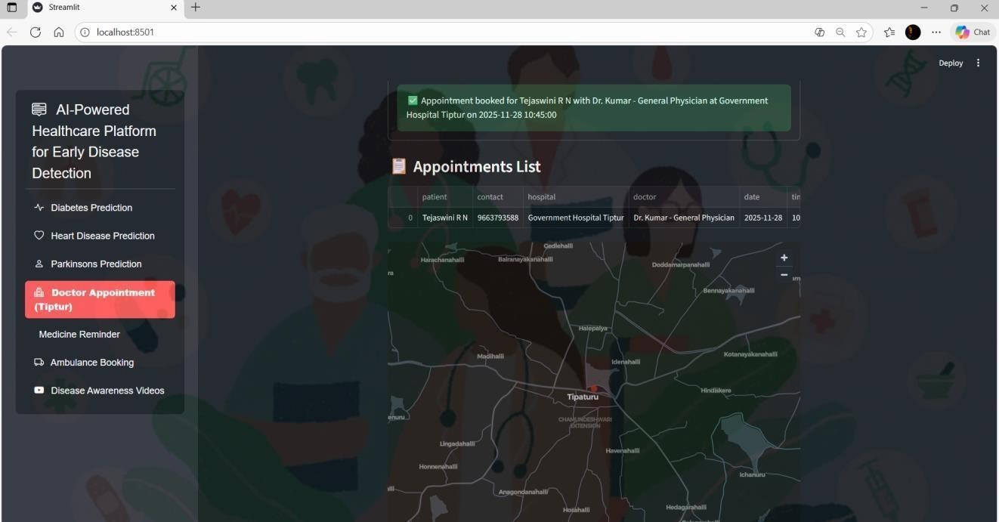 Streamlit
localhost:8501
Chat
Deploy
AI-Powered
Healthcare Platform
for Early Disease
Detection
Diabetes Prediction
Heart Disease Prediction
Parkinsons Prediction
Doctor Appointment
(Tiptur)
Medicine Reminder
Ambulance Booking
Disease Awareness Videos
Appointment booked for Tejaswini R N with Dr. Kumar - General Physician at Government
Hospital Tiptur on 2025-11-28 10:45:00
Appointments List
patient contact hospital doctor date tin
0 Tejaswini R N 9663793588 Government Hospital Tiptur Dr. Kumar - General Physician 2025-11-28 10
Gedlehalli
Harachanahalli
Bairanayakanahalli
Doddamarpanahalli
ra
Bennayakanahalli
Halepalya
Madihalli
Kotanayakanahalli
Idenahalli
Hindiskere
Tipaturu
enuru
CHAMUNDESHWARI
EXTENSION
Lingadahalli
Havenahalli
Honnenahalli
Ichanuru
Anagondanahalli
Hedagarahalli
Hosahalli